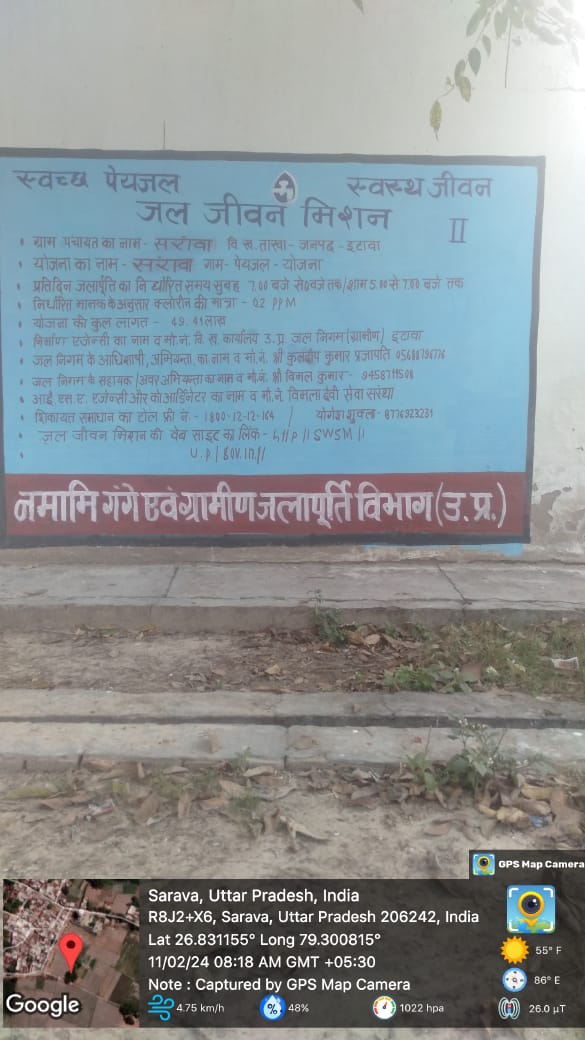 स्वच्छ पेयजल स्वस्थ जीवन
जल जीवन मिशन II
• ग्राम पंचायत का नाम - सरावा वि.ख. ताखा - जनपद - इटावा
• योजना का नाम - सरावा ग्राम - पेयजल - योजना
• प्रतिदिन जलापूर्ति का निर्धारित समय सुबह 7.00 बजे से बजे तक/शाम 5.00 से 7.00 बजे तक
• निर्धारित मानक के अनुसार क्लोरीन की मात्रा - 0.2 PPM
• योजना की कुल लागत - 49.41 लाख
• निर्माण एजेन्सी का नाम व मो.नं. वि. ख. कार्यालय उ.प्र. जल निगम (ग्रामीण) इटावा
• जल निगम के आधिशाषी, अभियन्ता, का नाम व मो.नं. श्री कुलदीप कुमार प्रजापति
• जल निगम के सहायक/अवर अभियन्ता का नाम व मो.नं. श्री विमल कुमार - 9458711508
• आई. एस. ए. एजेन्सी और को आर्डिनेटर का नाम व मो.नं. विमला देवी सेवा संस्था
• शिकायत समाधान का टोल फ्री नं. - 1800-12-12-164 / योगेश शुक्ला - 8776923231
• जल जीवन मिशन की वेब साइट का लिंक - SWSM
• U.P/ GOV. IN//
नमामि गंगे एवं ग्रामीण जलापूर्ति विभाग (उ.प्र.)
GPS Map Camera
Sarava, Uttar Pradesh, India
R8J2+X6, Sarava, Uttar Pradesh 206242, India
Lat 26.831155° Long 79.300815°
11/02/24 08:18 AM GMT +05:30
Note : Captured by GPS Map Camera
Google
4.75 km/h 48% 1022 hpa
55° F
86° E
26.0 µT